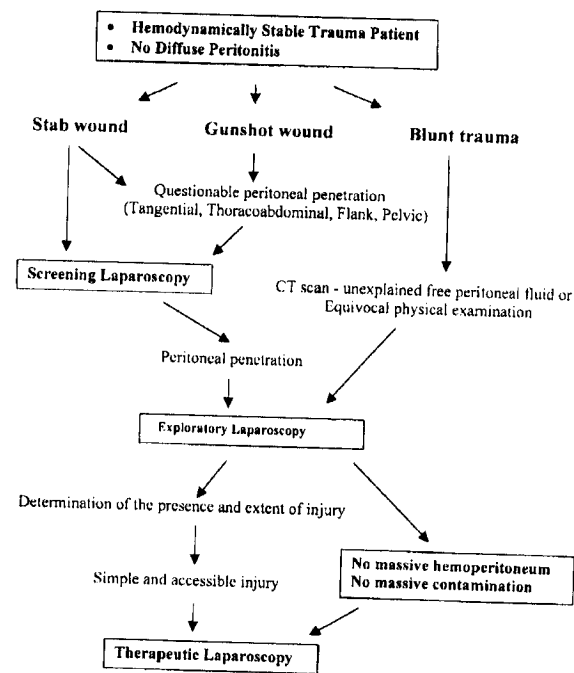 • Hemodynamically Stable Trauma Patient
• No Diffuse Peritonitis
Stab wound
Gunshot wound
Blunt trauma
Questionable peritoneal penetration
(Tangential, Thoracoabdominal, Flank, Pelvic)
Screening Laparoscopy
CT scan - unexplained free peritoneal fluid or
Equivocal physical examination
Peritoneal penetration
Exploratory Laparoscopy
Determination of the presence and extent of injury
No massive hemoperitoneum
No massive contamination
Simple and accessible injury
Therapeutic Laparoscopy